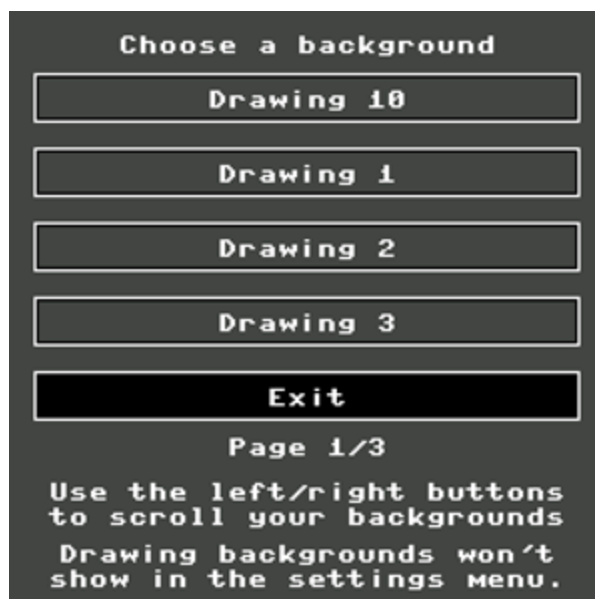 Choose a background
Drawing 10
Drawing 1
Drawing 2
Drawing 3
Exit
Page 1/3
Use the left/right buttons
to scroll your backgrounds
Drawing backgrounds won't
show in the settings menu.